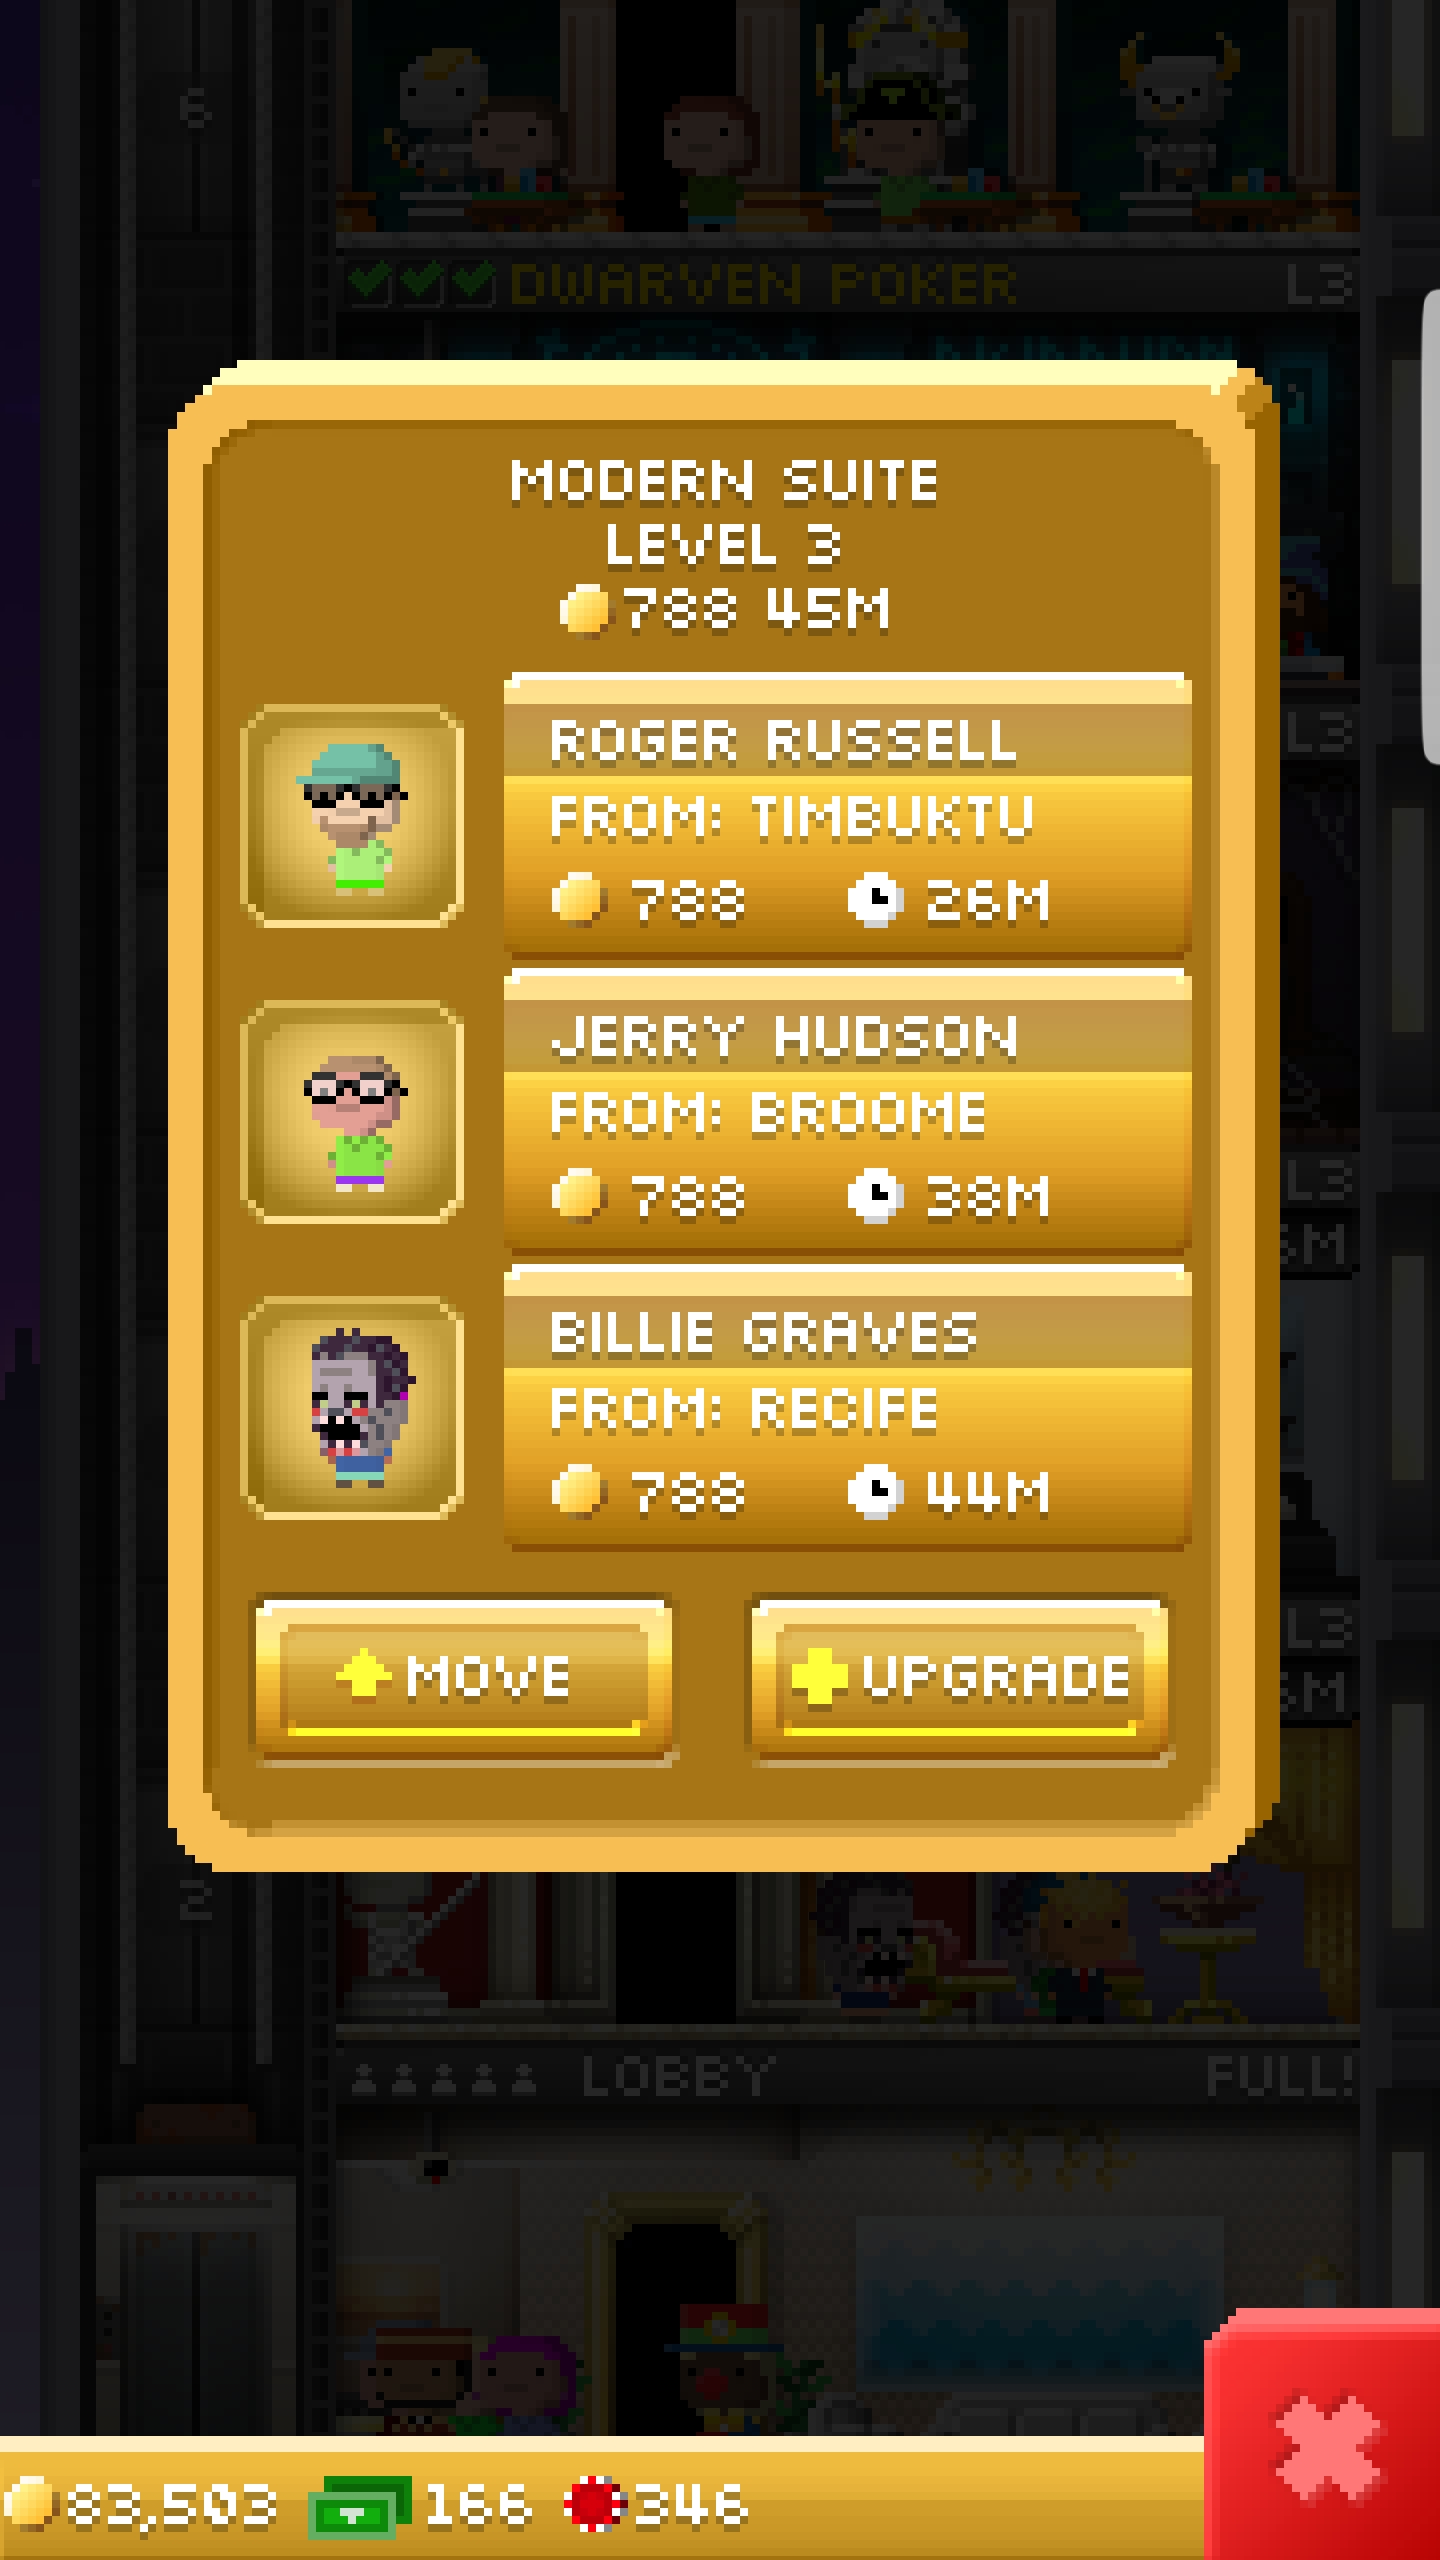 6
DWARVEN POKER L3
MODERN SUITE
LEVEL 3
788 45M
ROGER RUSSELL
FROM: TIMBUKTU
788 26M
L3
JERRY HUDSON
FROM: BROOME
788 38M
L3
BILLIE GRAVES
FROM: RECIFE
788 44M
L3
MOVE UPGRADE
2
LOBBY FULL!
83,503 166 346